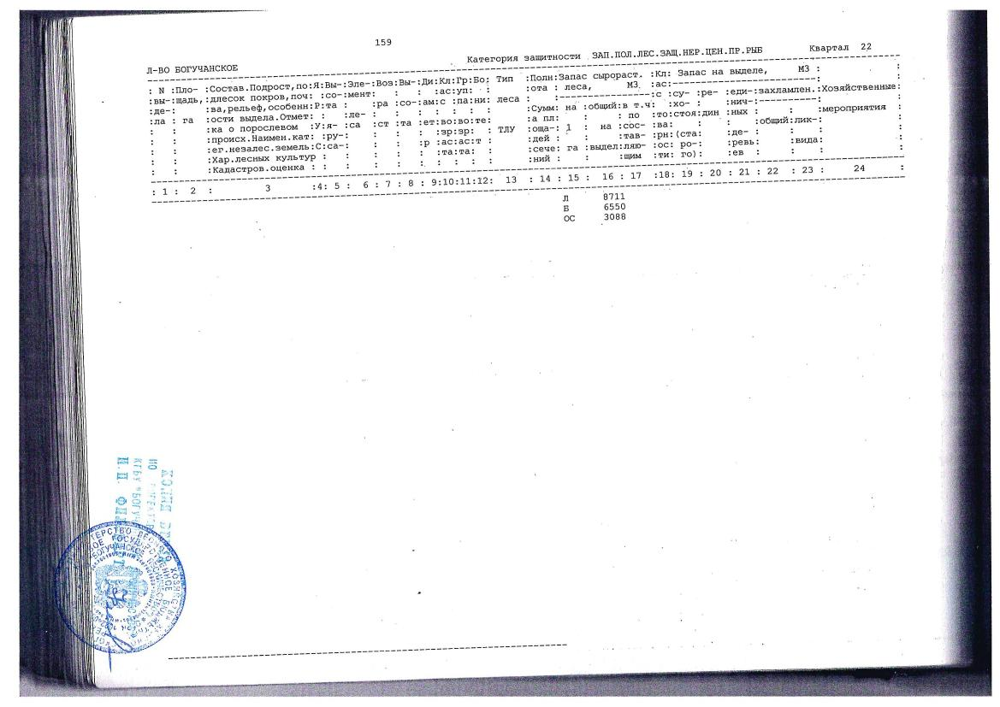 159
Л-ВО БОГУЧАНСКОЕ Категория защитности ЗАП.ПОЛ.ЛЕС.ЗАЩ.НЕР.ЦЕН.ПР.РЫБ Квартал 22
: N :Пло- :Состав.Подрост,по:Я:Вы-:Эле-:Воз:Вы-:Ди:Кл:Гр:Бо: Тип :Полн:Запас сырораст. :Кл: Запас на выделе, М3 :
:вы-:щадь,:длесок покров,поч: :со-:мент: : : :ас:уп: : :ота : леса, М3 :ас:
:де-: :ва,рельеф,особенн:Р:та : :ра :со-:ам:с :па:ни: леса : :с :су- :ре- :еди-:захламлен.:Хозяйственные:
:ла : га :ости выдела.Отмет: : :ле- : : : : : : : : :Сумм: на :общий:в т.ч: :хо- : :нич-: :
: : :ка о порослевом :У:я- :са :ст :та :ет:во:во:те: :а пл: : : по :то:стоя:дин :ных : : :мероприятия :
: : :происх.Наимен.кат: :ру-: : : : :зр:зр: : ТЛУ :оща-: 1 : на :сос- :ва: : : :общий:лик-:
: : :ег.незалес.земель:С:са-: : : :р :ас:ас:т : :дей : : :тав- :рн:(ста: :де- : : :
: : :Хар.лесных культур : : : : : : :та:та: : :сече: га :выдел:ляю- :ос: ро-: :ревь: :вида:
: : :Кадастров.оценка : : : : : : : : : : :ний : : :щим :ти: го): :ев : : :
: 1 : 2 : 3 :4: 5 : 6 : 7 : 8 : 9:10:11:12: 13 : 14 : 15 : 16 : 17 :18: 19 : 20 : 21 : 22 : 23 : 24 :
Л 8711
Б 6550
ОС 3088
КОПИЯ